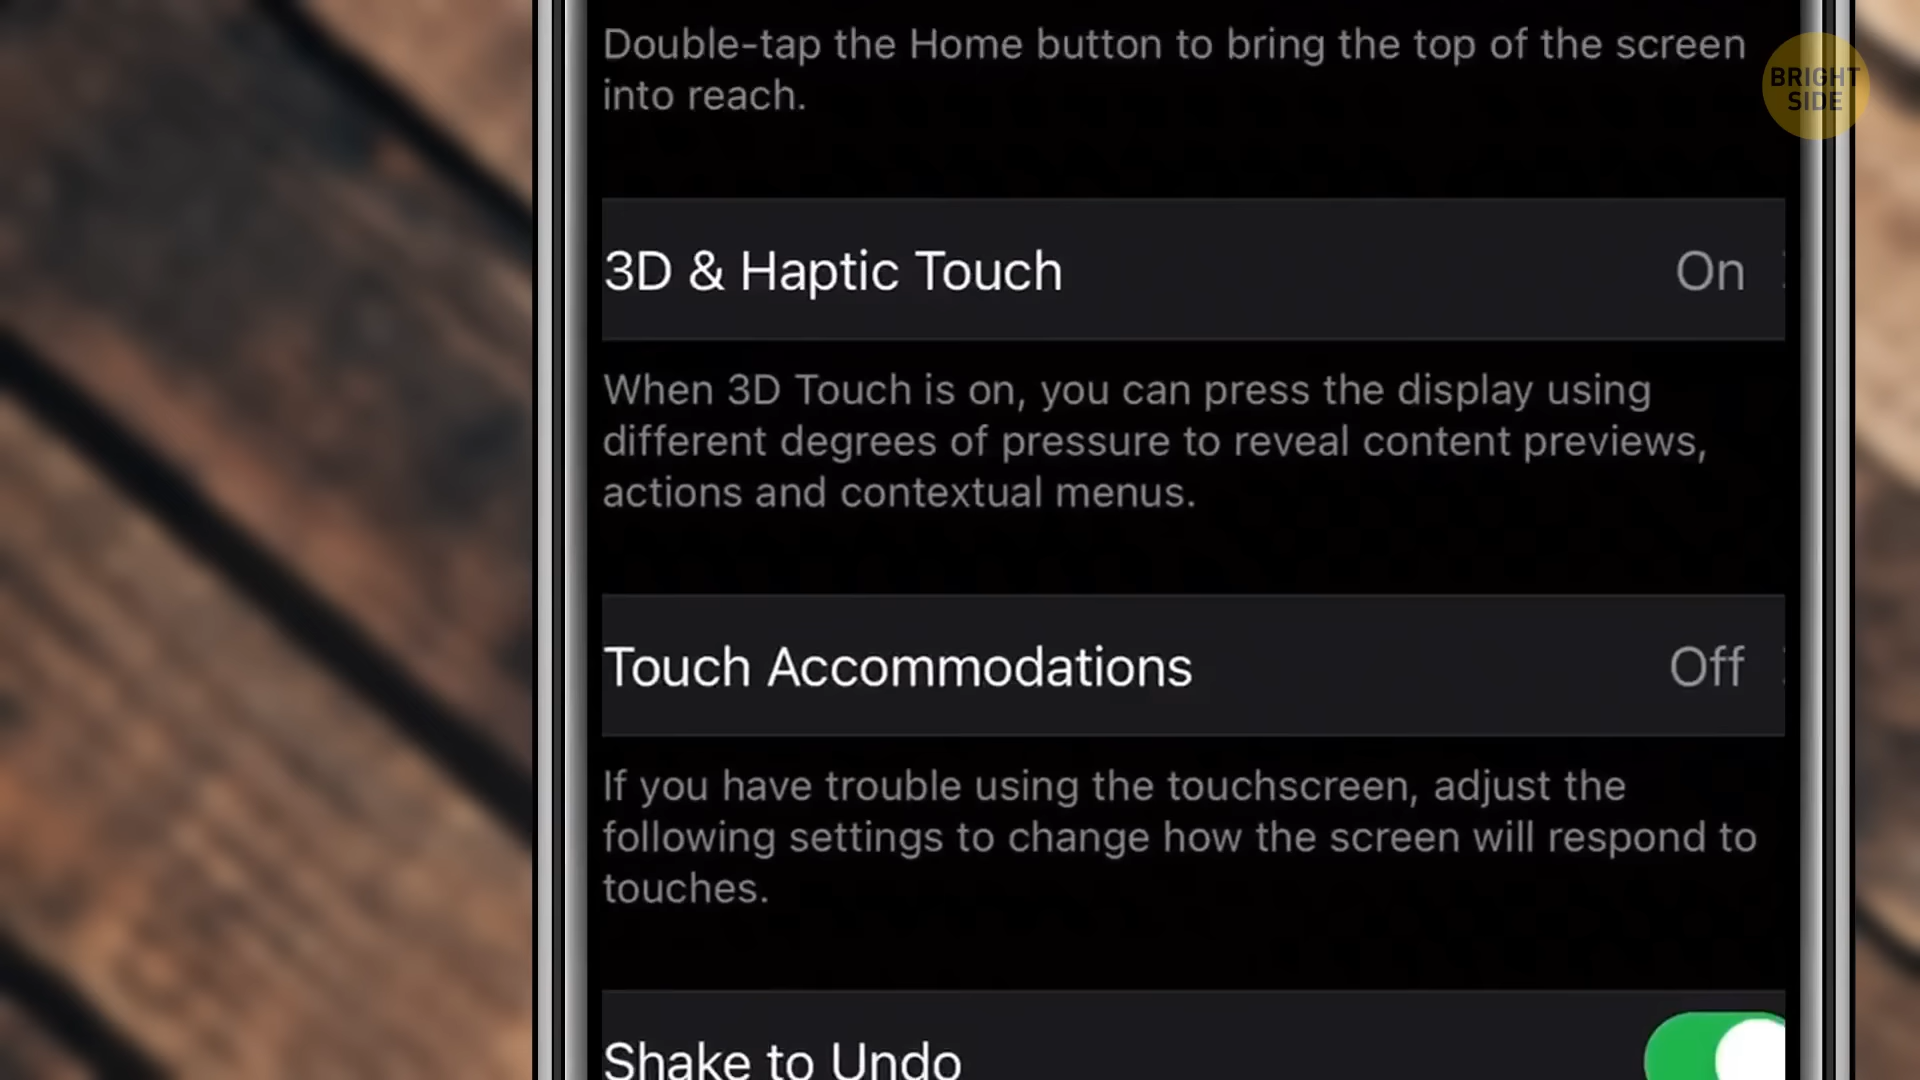 Double-tap the Home button to bring the top of the screen
into reach.
BRIGHT
SIDE
3D & Haptic Touch
On
When 3D Touch is on, you can press the display using
different degrees of pressure to reveal content previews,
actions and contextual menus.
Touch Accommodations
Off
If you have trouble using the touchscreen, adjust the
following settings to change how the screen will respond to
touches.
Shake to Undo